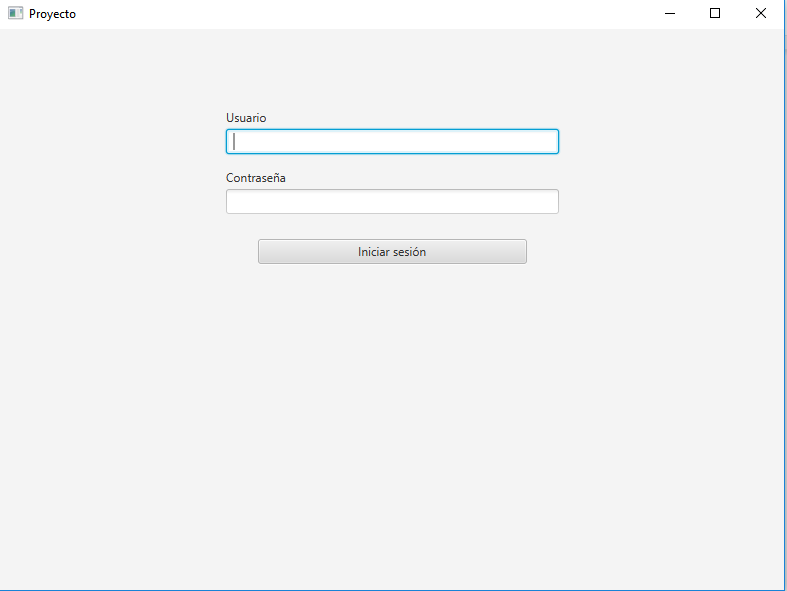 Proyecto
Usuario
Contraseña
Iniciar sesión